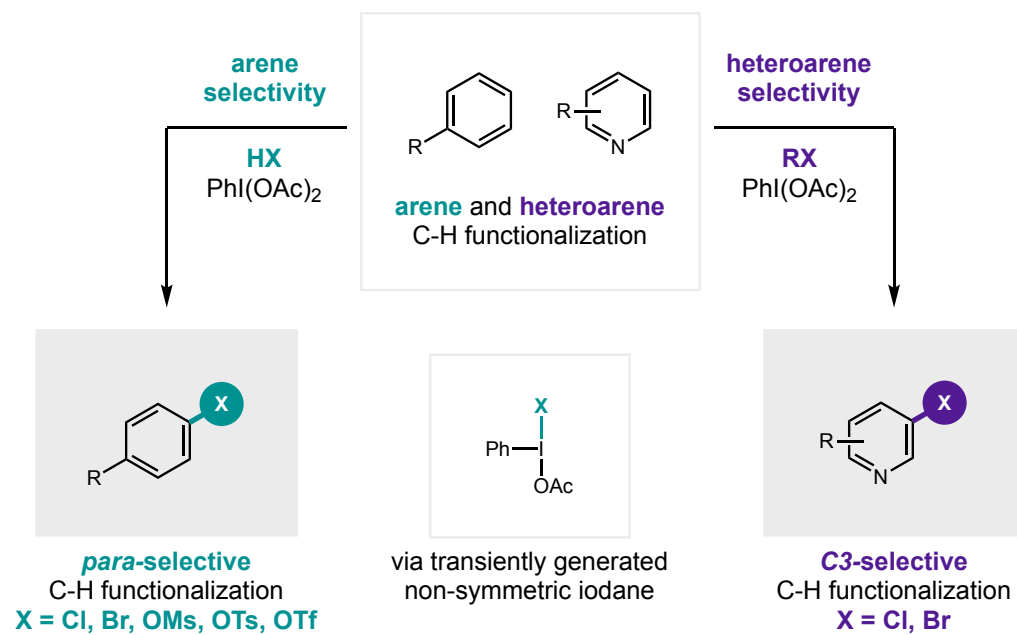 arene
selectivity
HX
PhI(OAc)₂
R
R
N
arene and heteroarene
C-H functionalization
heteroarene
selectivity
RX
PhI(OAc)₂
X
R
para-selective
C-H functionalization
X = Cl, Br, OMs, OTs, OTf
X
Ph
I
OAc
via transiently generated
non-symmetric iodane
X
R
N
C3-selective
C-H functionalization
X = Cl, Br